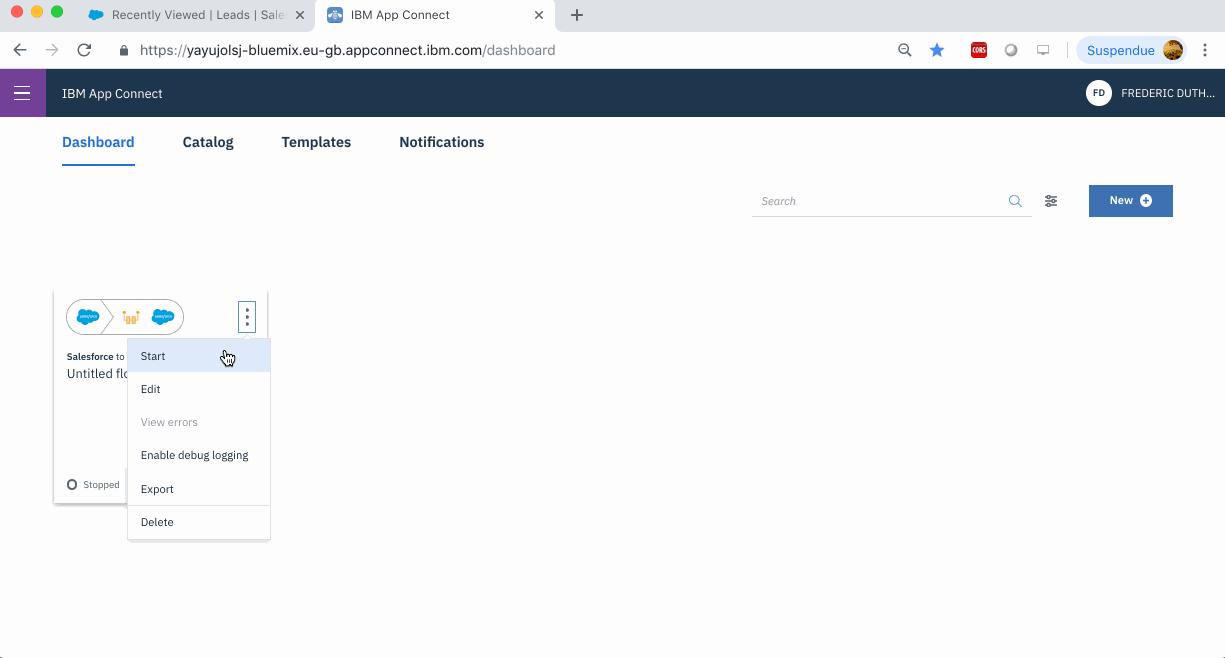 Recently Viewed | Leads | Sale
IBM App Connect
https://yayujolsj-bluemix.eu-gb.appconnect.ibm.com/dashboard
CORS
Suspendue
IBM App Connect
FD
FREDERIC DUTH...
Dashboard
Catalog
Templates
Notifications
Search
New
Salesforce to
Untitled flo
Start
Edit
View errors
Enable debug logging
Stopped
Export
Delete